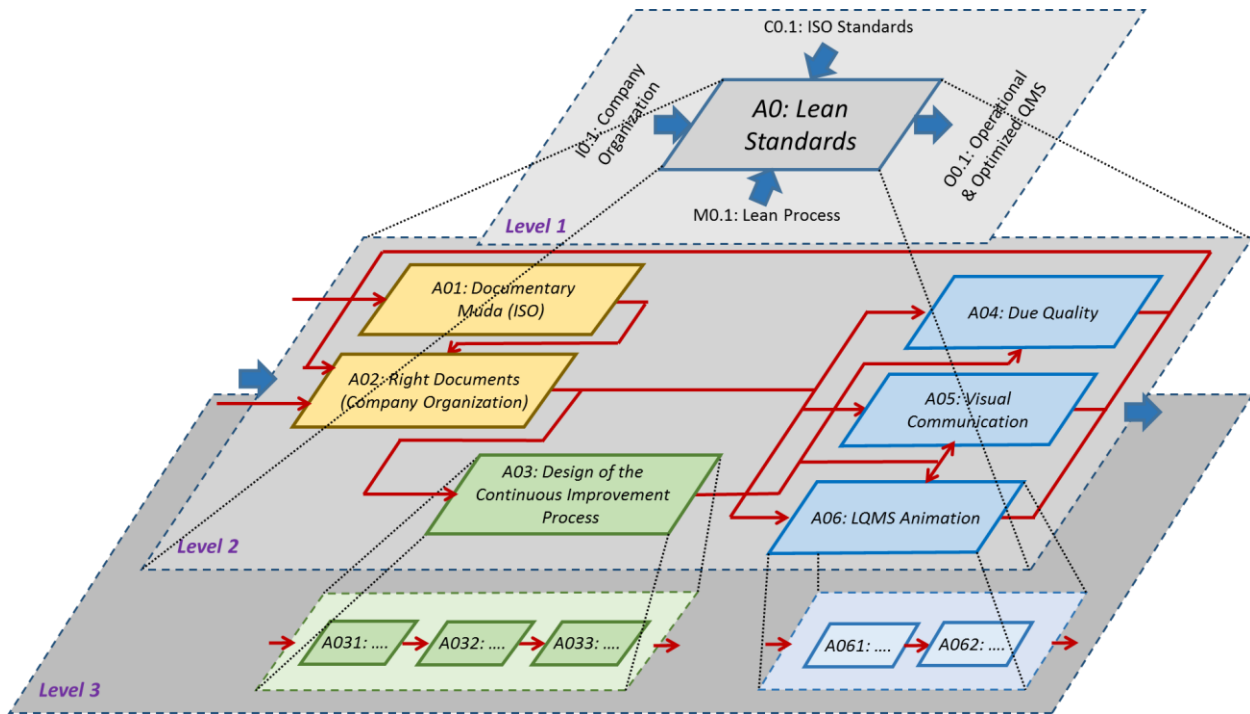 C0.1: ISO Standards
I0.1: Company
Organization
A0: Lean
Standards
O0.1: Operational
& Optimized QMS
M0.1: Lean Process
Level 1
A01: Documentary
Muda (ISO)
A02: Right Documents
(Company Organization)
A03: Design of the
Continuous Improvement
Process
A04: Due Quality
A05: Visual
Communication
A06: LQMS Animation
Level 2
A031: ....
A032: ....
A033: ....
A061: ....
A062: ....
Level 3